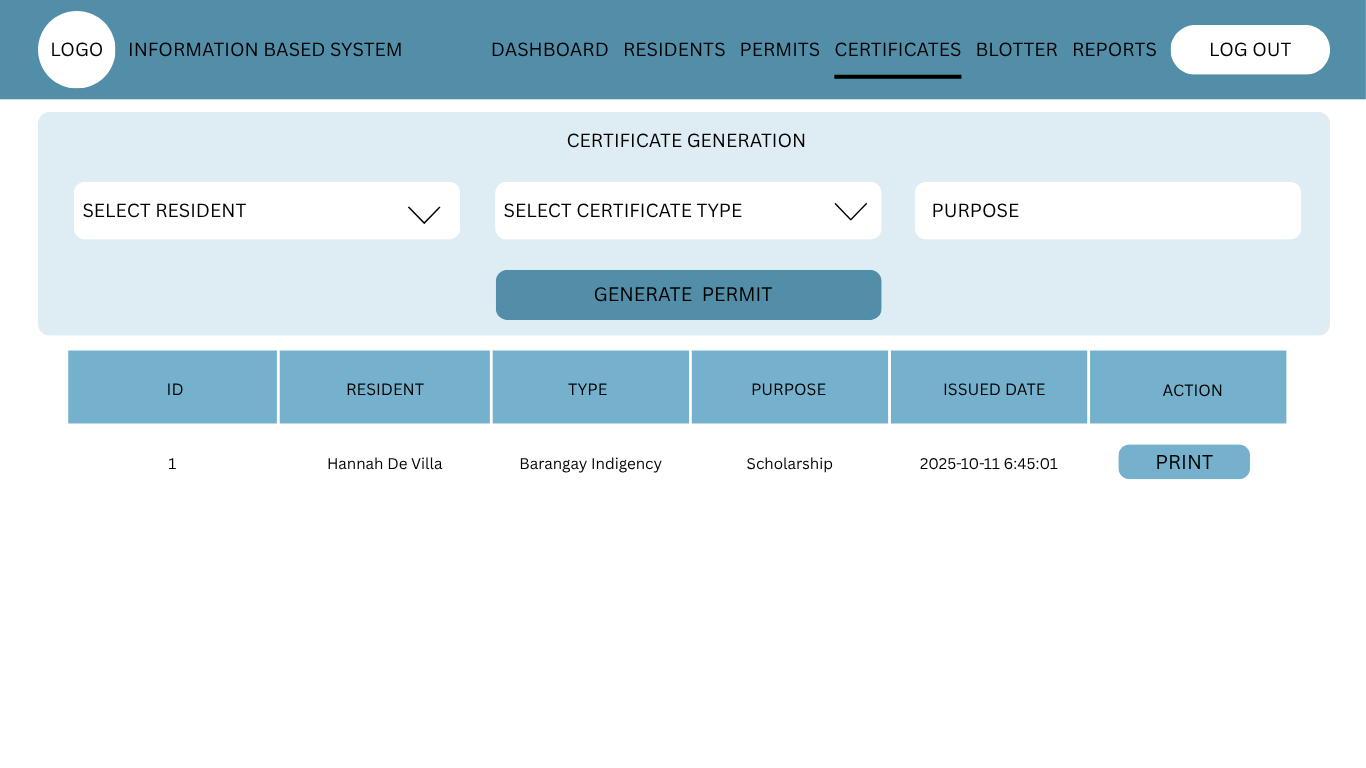 LOGO INFORMATION BASED SYSTEM DASHBOARD RESIDENTS PERMITS CERTIFICATES BLOTTER REPORTS LOG OUT
CERTIFICATE GENERATION
SELECT RESIDENT SELECT CERTIFICATE TYPE PURPOSE
GENERATE PERMIT
ID RESIDENT TYPE PURPOSE ISSUED DATE ACTION
1 Hannah De Villa Barangay Indigency Scholarship 2025-10-11 6:45:01 PRINT